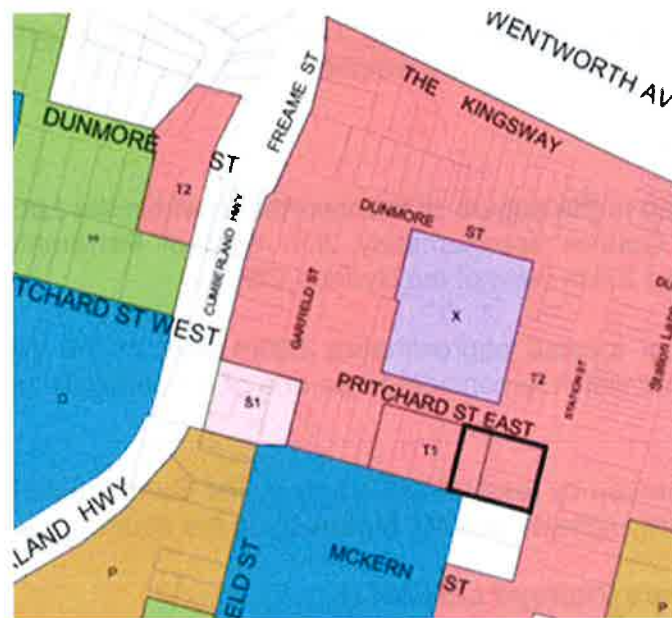 WENTWORTH AV
THE KINGSWAY
FREAME ST
DUNMORE ST
T2
CUMBERLAND HWY
DUNMORE ST
H
TCHARD ST WEST
GARFIELD ST
X
T2
STATION ST
D
S1
PRITCHARD ST EAST
T1
LAND HWY
P
ELD ST
MCKERN ST
P